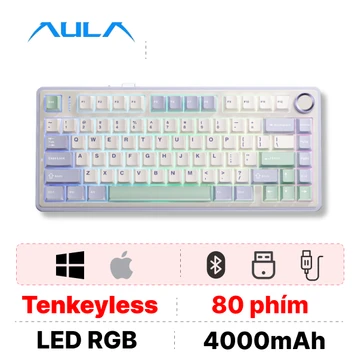 AULA
Q W E R T Y U I O P
A S D F G H J K L
Z X C V B N M
Tenkeyless
80 phím
LED RGB
4000mAh